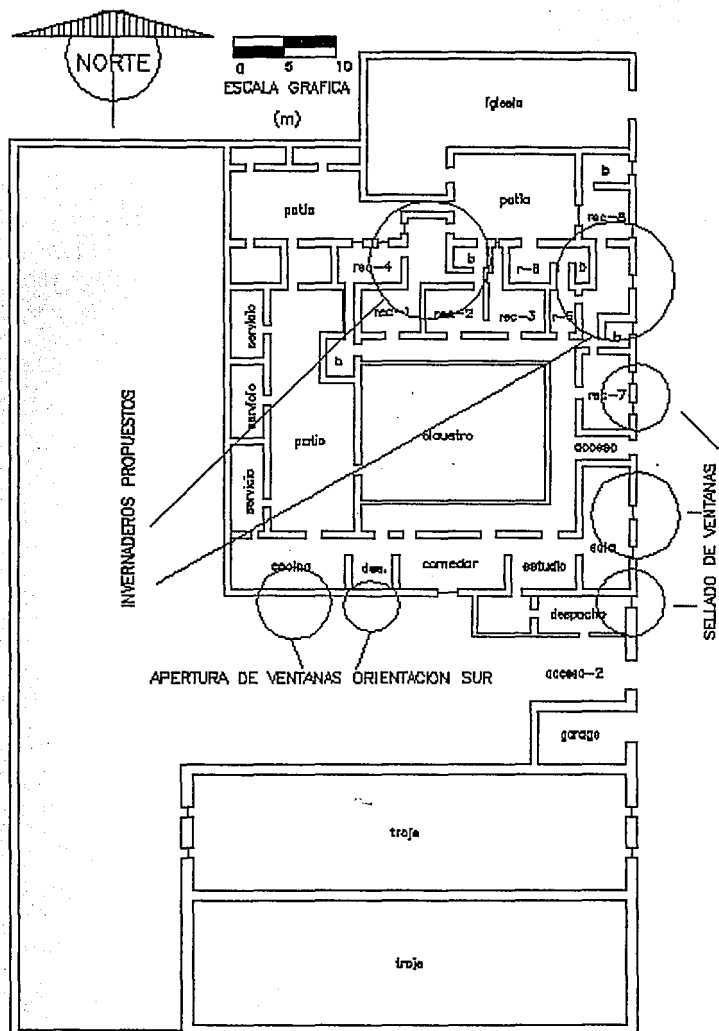 NORTE
0 5 10
ESCALA GRAFICA
(m)
iglesia
b
patio
patio
rec-8
rec-4
b
r-6
b
rec-1
rec-2
rec-3
r-5
b
servicio
b
servicio
rec-7
patio
claustro
acceso
servicio
cocina
des.
comedor
estudio
sala
despacho
INVERNADEROS PROPUESTOS
SELLADO DE VENTANAS
APERTURA DE VENTANAS ORIENTACION SUR
acceso-2
garage
troje
troje